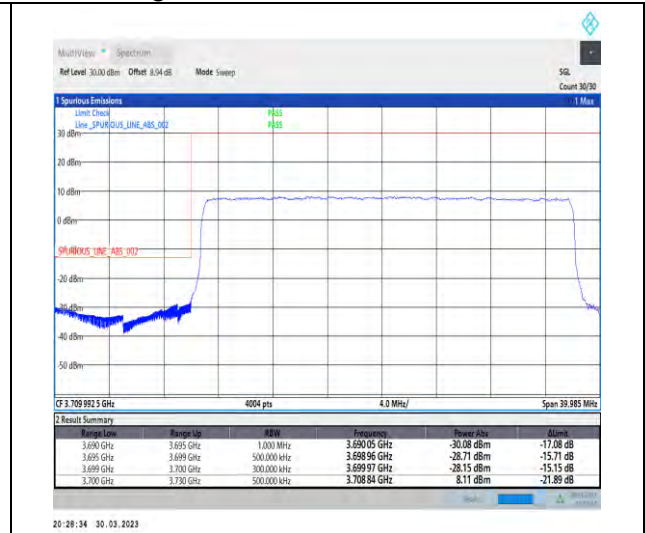 MultiView Spectrum
Ref Level 30.00 dBm Offset 8.94 dB Mode Sweep SGL
Count 30/30
1 Spurious Emissions 1 Max
Limit Check PASS
Line _SPURIOUS_LINE_ABS_002 PASS
30 dBm
20 dBm
10 dBm
0 dBm
SPURIOUS_LINE_ABS_002
-20 dBm
-30 dBm
-40 dBm
-50 dBm
CF 3.709 992 5 GHz 4004 pts 4.0 MHz/ Span 39.985 MHz
2 Result Summary
Range Low Range Up RBW Frequency Power Abs ΔLimit
3.690 GHz 3.695 GHz 1.000 MHz 3.690 05 GHz -30.08 dBm -17.08 dB
3.695 GHz 3.699 GHz 500.000 kHz 3.698 96 GHz -28.71 dBm -15.71 dB
3.699 GHz 3.700 GHz 300.000 kHz 3.699 97 GHz -28.15 dBm -15.15 dB
3.700 GHz 3.730 GHz 500.000 kHz 3.708 84 GHz 8.11 dBm -21.89 dB
20:28:34 30.03.2023